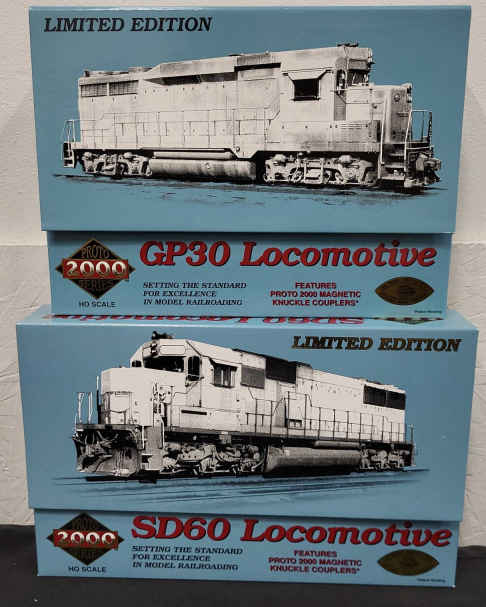 LIMITED EDITION
PROTO
2000
SERIES
HO SCALE
GP30 Locomotive
SETTING THE STANDARD
FOR EXCELLENCE
IN MODEL RAILROADING
FEATURES
PROTO 2000 MAGNETIC
KNUCKLE COUPLERS*
SD60 Locomotive
LIMITED EDITION
PROTO
2000
SERIES
HO SCALE
SD60 Locomotive
SETTING THE STANDARD
FOR EXCELLENCE
IN MODEL RAILROADING
FEATURES
PROTO 2000 MAGNETIC
KNUCKLE COUPLERS*